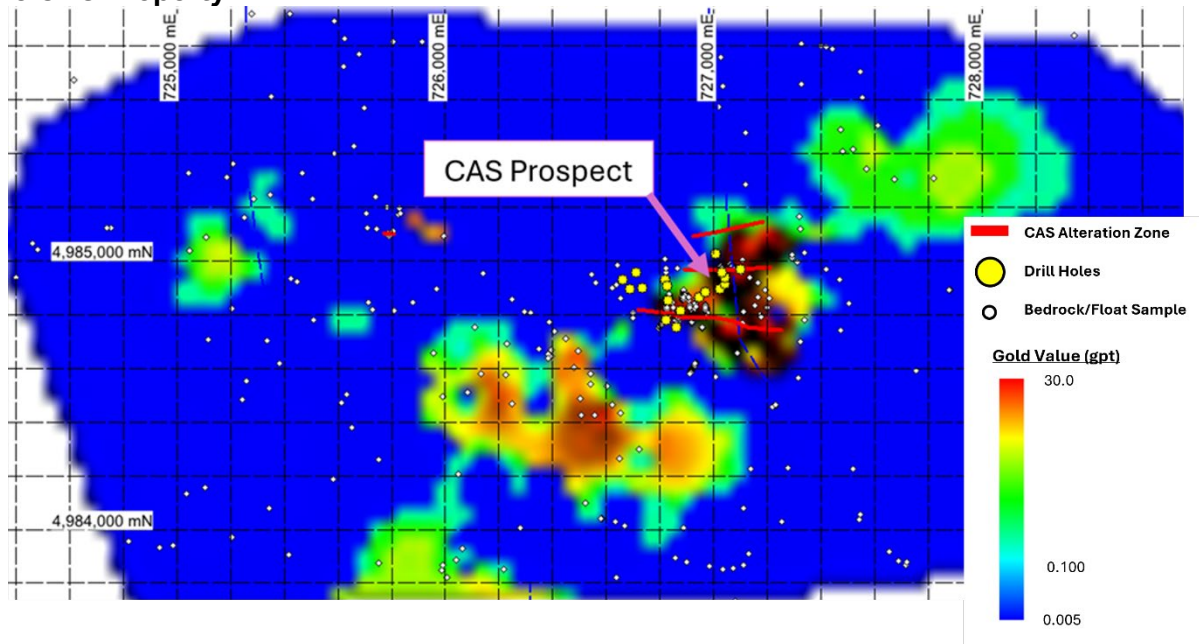 725,000 mE
726,000 mE
727,000 mE
728,000 mE
CAS Prospect
4,985,000 mN
4,984,000 mN
CAS Alteration Zone
Drill Holes
Bedrock/Float Sample
Gold Value (gpt)
30.0
0.100
0.005